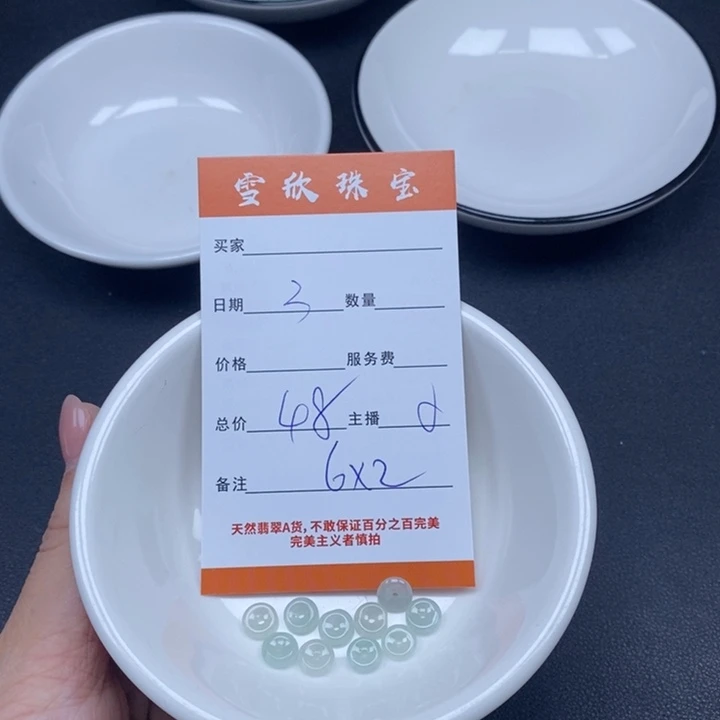 雪欣珠宝
买家
日期 3 数量
价格 服务费
总价 48 主播
备注 6x2
天然翡翠A货,不敢保证百分之百完美
完美主义者慎拍